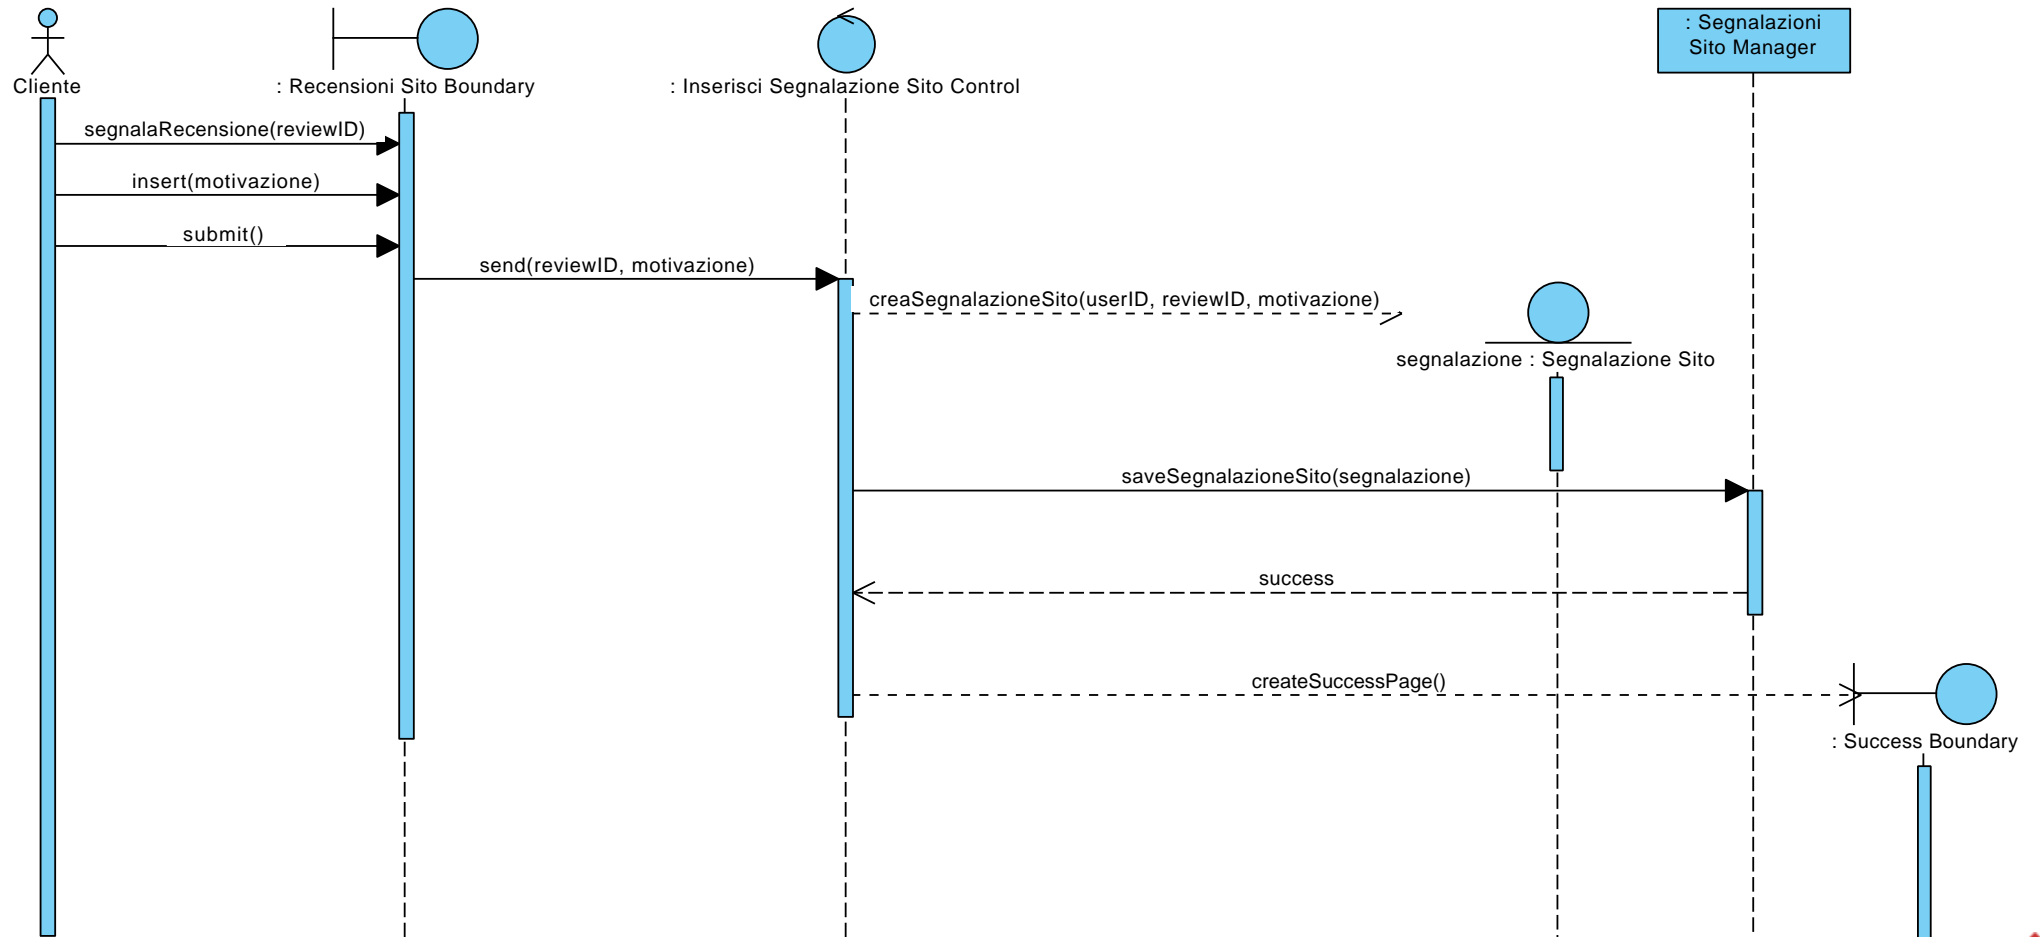 : Segnalazioni
Sito Manager
Cliente
: Recensioni Sito Boundary
: Inserisci Segnalazione Sito Control
segnalaRecensione(reviewID)
insert(motivazione)
submit()
send(reviewID, motivazione)
creaSegnalazioneSito(userID, reviewID, motivazione)
segnalazione : Segnalazione Sito
saveSegnalazioneSito(segnalazione)
success
createSuccessPage()
: Success Boundary